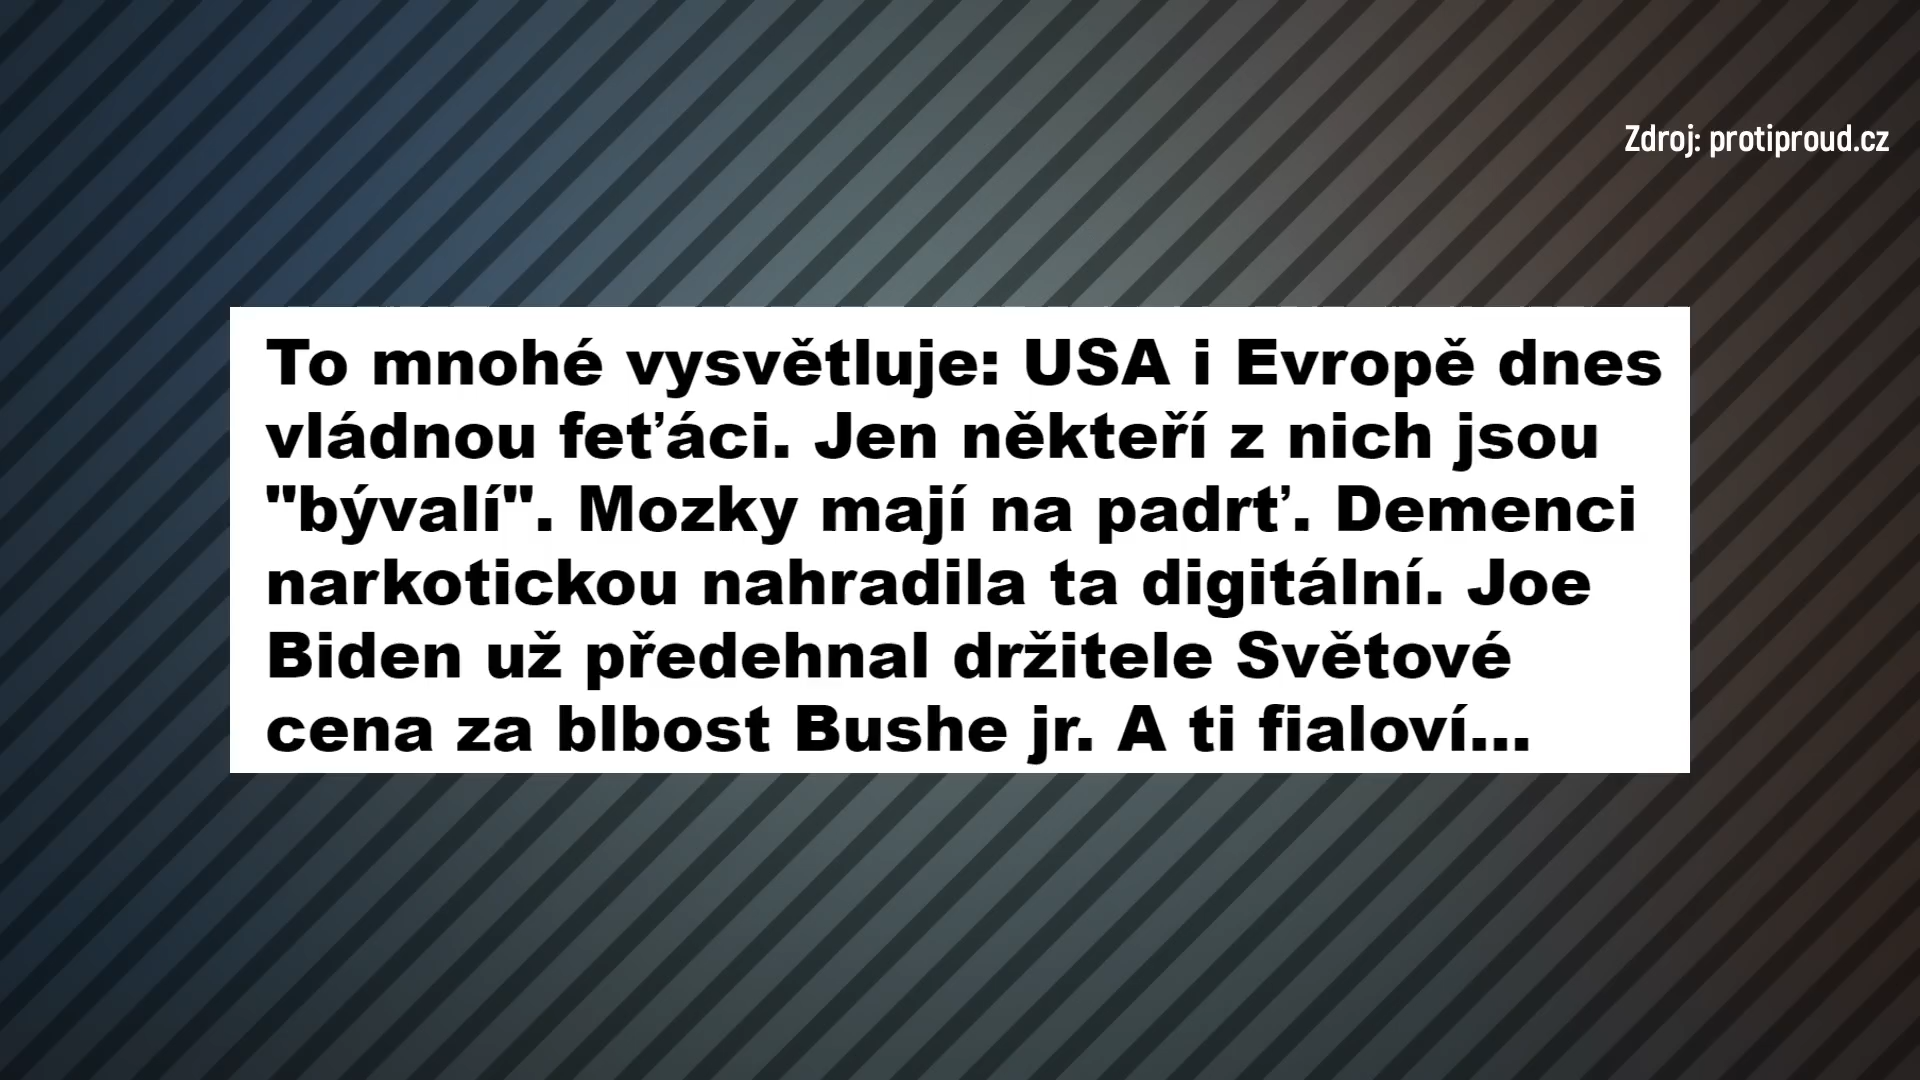 Zdroj: protiproud.cz
To mnohé vysvětluje: USA i Evropě dnes
vládnou feťáci. Jen někteří z nich jsou
"bývalí". Mozky mají na padrť. Demenci
narkotickou nahradila ta digitální. Joe
Biden už předehnal držitele Světové
cena za blbost Bushe jr. A ti fialoví...